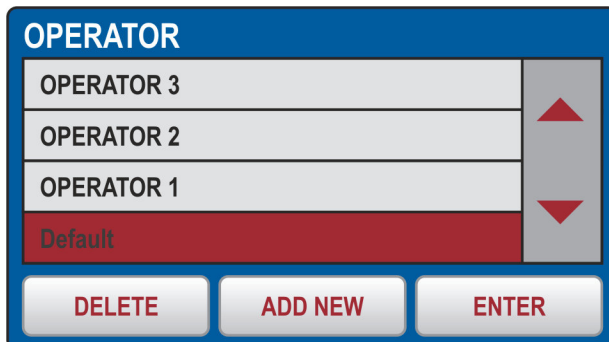 OPERATOR
OPERATOR 3
OPERATOR 2
OPERATOR 1
Default
DELETE ADD NEW ENTER